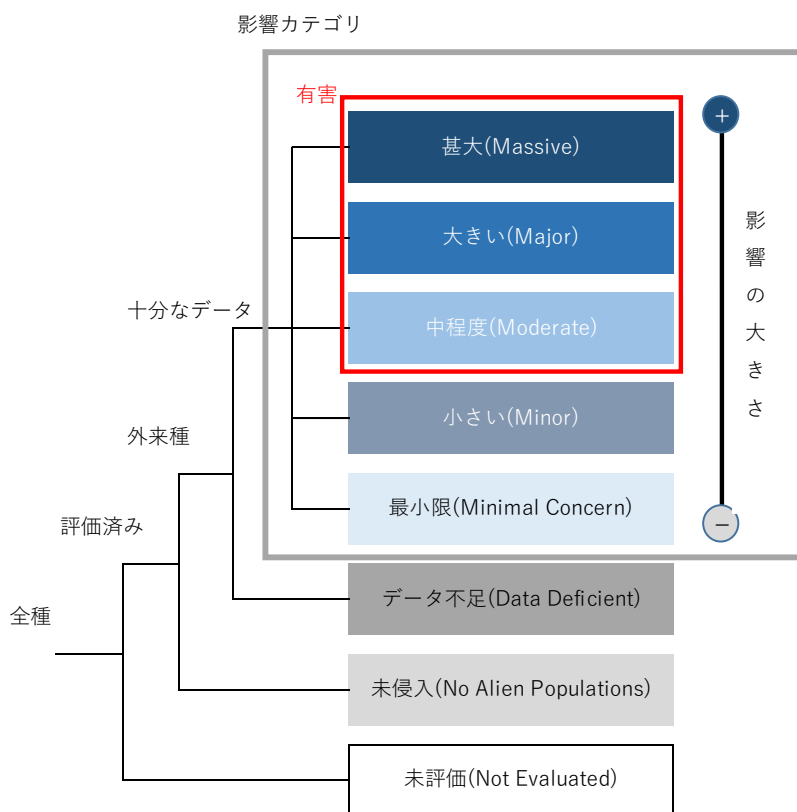 影響カテゴリ
有害
甚大(Massive)
+
大きい(Major)
影響の大きさ
十分なデータ
中程度(Moderate)
小さい(Minor)
外来種
最小限(Minimal Concern)
−
評価済み
データ不足(Data Deficient)
全種
未侵入(No Alien Populations)
未評価(Not Evaluated)